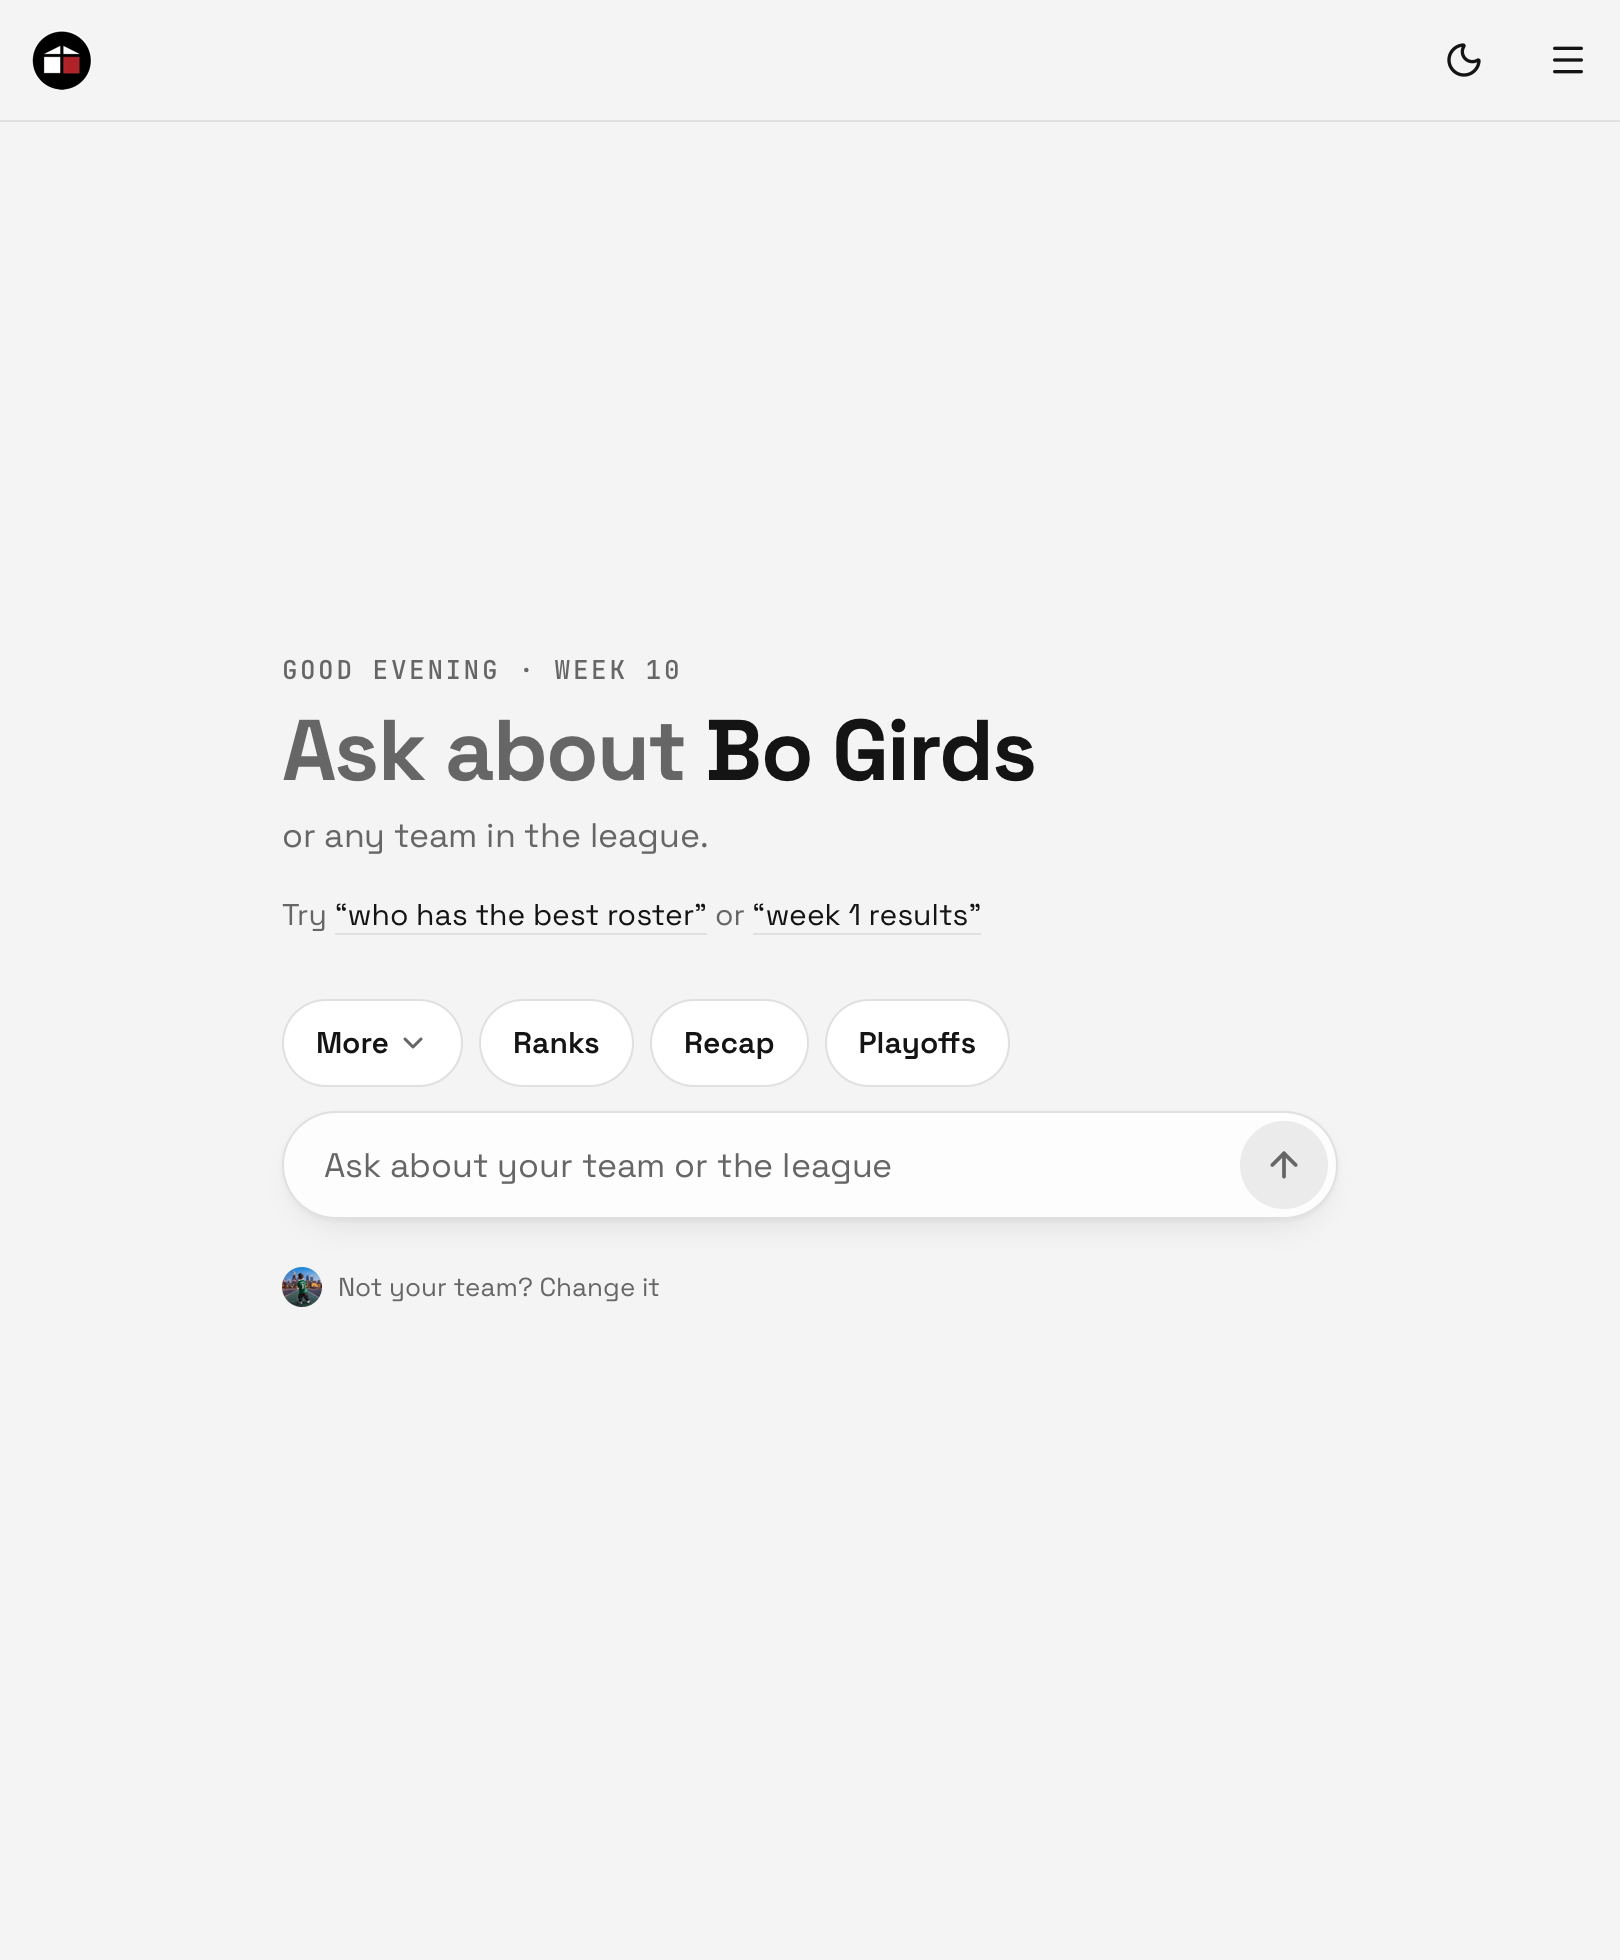 GOOD EVENING · WEEK 10
Ask about Bo Girds
or any team in the league.
Try “who has the best roster” or “week 1 results”
More Ranks Recap Playoffs
Ask about your team or the league
Not your team? Change it